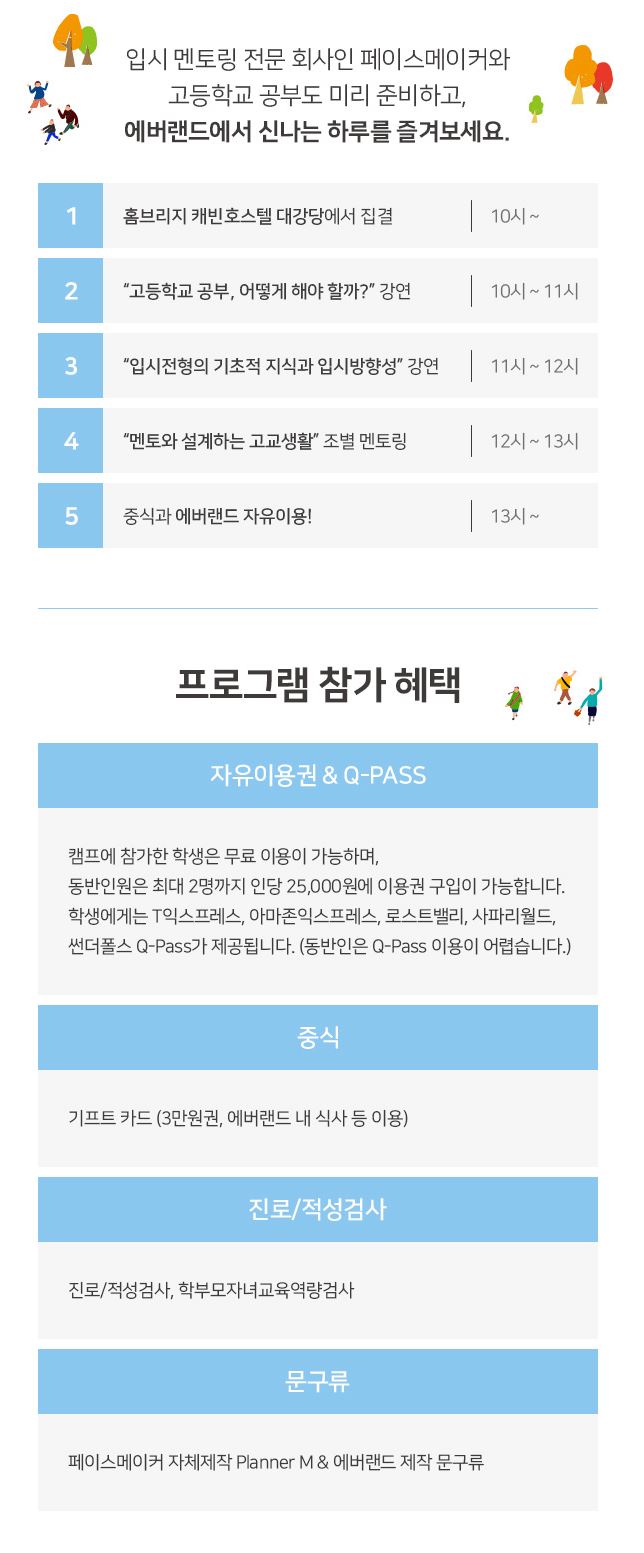 입시 멘토링 전문 회사인 페이스메이커와
고등학교 공부도 미리 준비하고,
에버랜드에서 신나는 하루를 즐겨보세요.
1 홈브리지 캐빈호스텔 대강당에서 집결 10시 ~
2 “고등학교 공부, 어떻게 해야 할까?” 강연 10시 ~ 11시
3 “입시전형의 기초적 지식과 입시방향성” 강연 11시 ~ 12시
4 “멘토와 설계하는 고교생활” 조별 멘토링 12시 ~ 13시
5 중식과 에버랜드 자유이용! 13시 ~
프로그램 참가 혜택
자유이용권 & Q-PASS
캠프에 참가한 학생은 무료 이용이 가능하며,
동반인원은 최대 2명까지 인당 25,000원에 이용권 구입이 가능합니다.
학생에게는 T익스프레스, 아마존익스프레스, 로스트밸리, 사파리월드,
썬더폴스 Q-Pass가 제공됩니다. (동반인은 Q-Pass 이용이 어렵습니다.)
중식
기프트 카드 (3만원권, 에버랜드 내 식사 등 이용)
진로/적성검사
진로/적성검사, 학부모자녀교육역량검사
문구류
페이스메이커 자체제작 Planner M & 에버랜드 제작 문구류